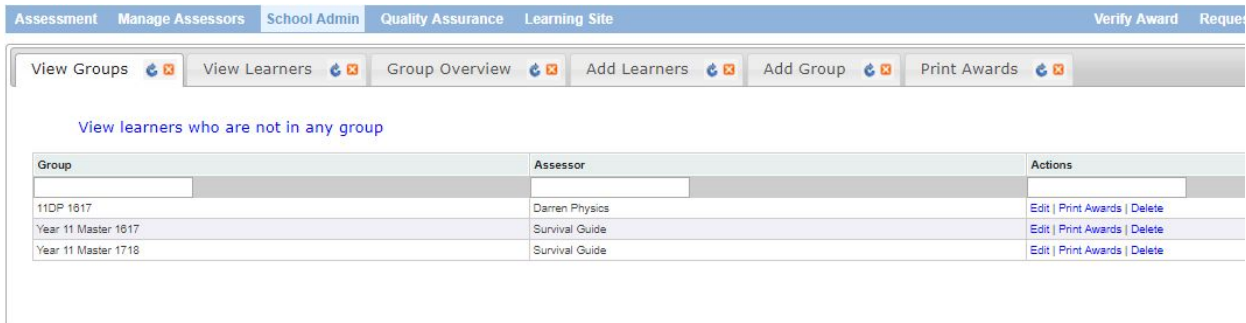 Assessment Manage Assessors School Admin Quality Assurance Learning Site Verify Award
View Groups View Learners Group Overview Add Learners Add Group Print Awards
View learners who are not in any group
Group Assessor Actions
11DP 1617 Darren Physics Edit | Print Awards | Delete
Year 11 Master 1617 Survival Guide Edit | Print Awards | Delete
Year 11 Master 1718 Survival Guide Edit | Print Awards | Delete